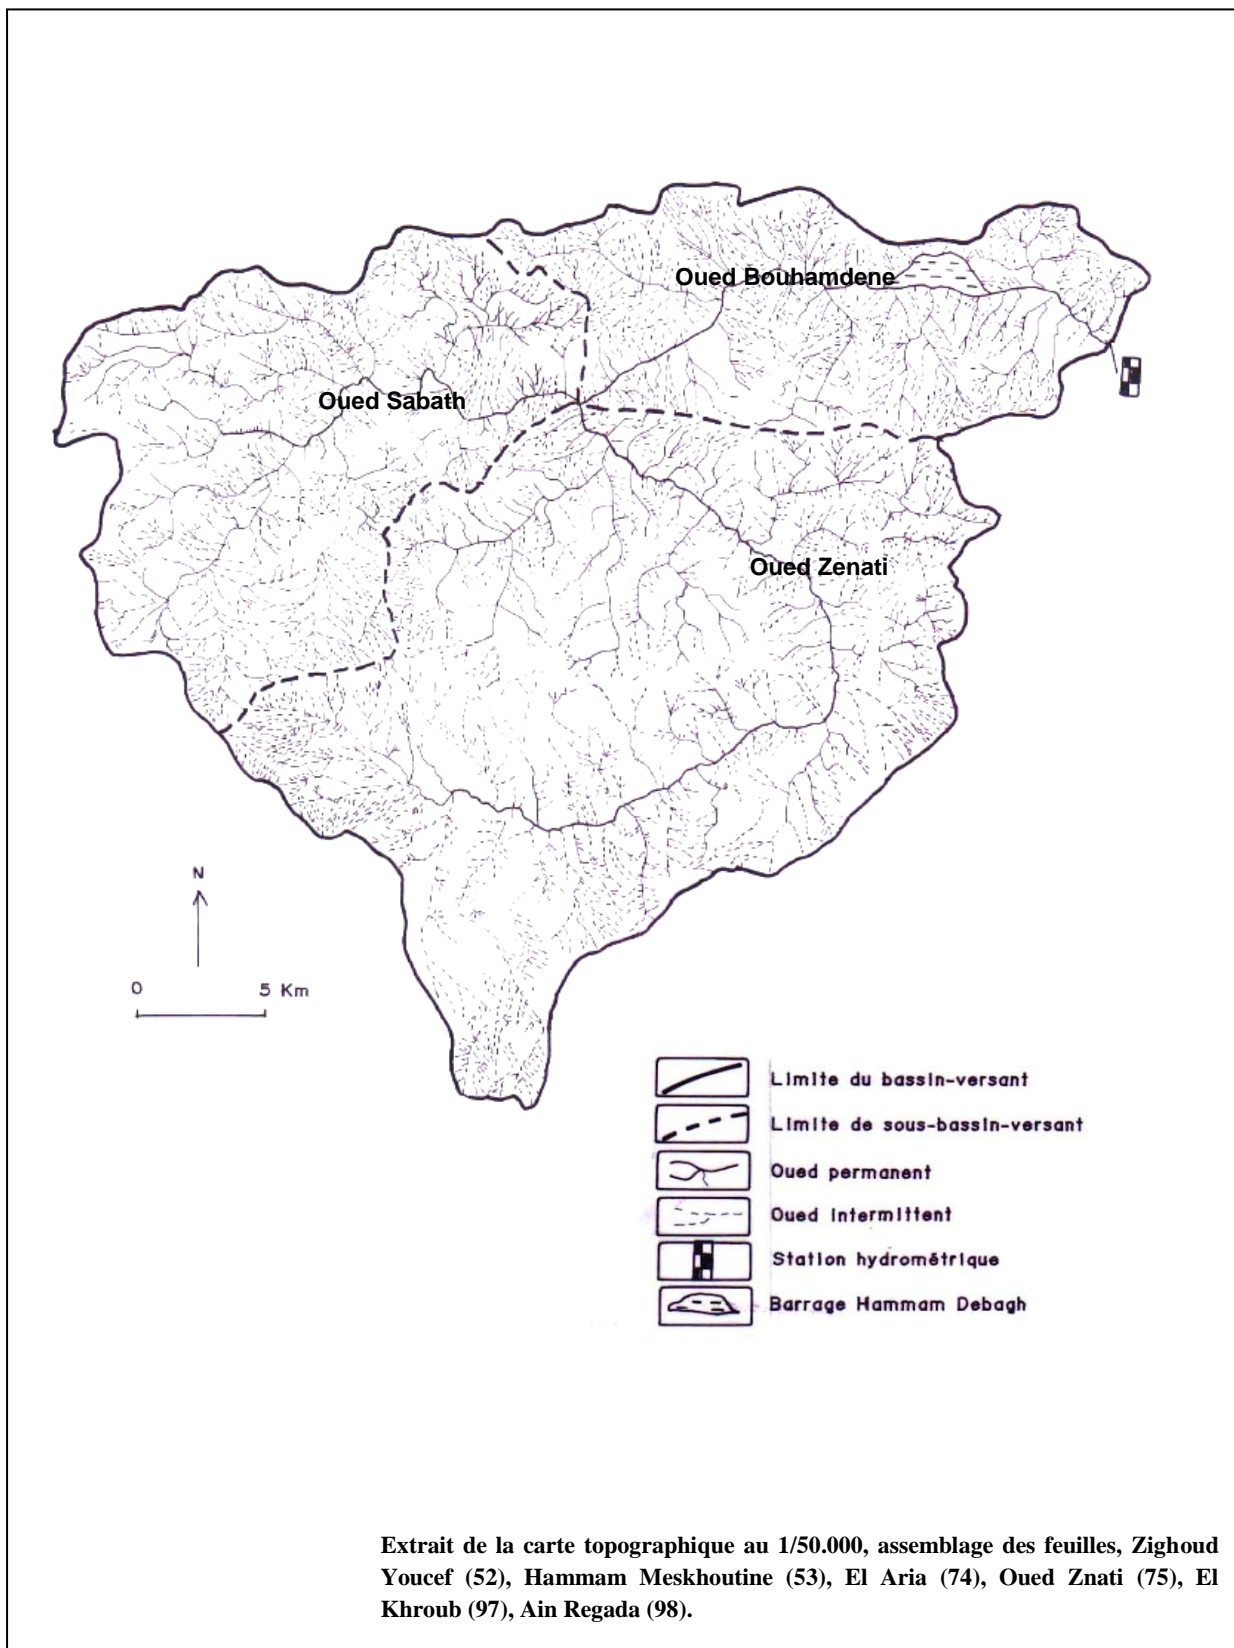 Oued Bouhamdene
Oued Sabath
Oued Zenati
N
0 5 Km
Limite du bassin-versant
Limite de sous-bassin-versant
Oued permanent
Oued intermittent
Station hydrométrique
Barrage Hammam Debagh
Extrait de la carte topographique au 1/50.000, assemblage des feuilles, Zighoud
Youcef (52), Hammam Meskhoutine (53), El Aria (74), Oued Znati (75), El
Khroub (97), Ain Regada (98).